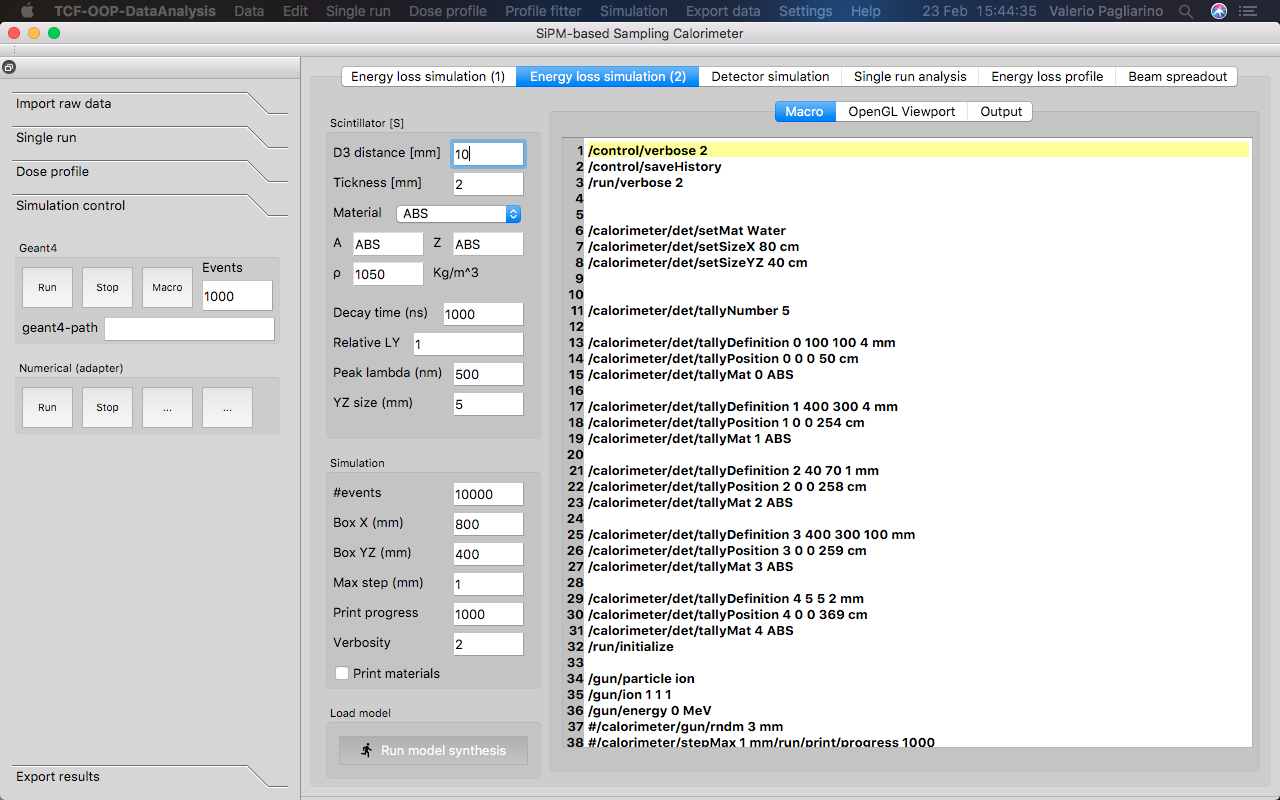 TCF-OOP-DataAnalysis Data Edit Single run Dose profile Profile fitter Simulation Export data Settings Help 23 Feb 15:44:35 Valerio Pagliarino
SiPM-based Sampling Calorimeter
Import raw data
Single run
Dose profile
Simulation control
Geant4
Run Stop Macro
Events
1000
geant4-path
Numerical (adapter)
Run Stop ... ...
Export results
Energy loss simulation (1) Energy loss simulation (2) Detector simulation Single run analysis Energy loss profile Beam spreadout
Scintillator [S]
D3 distance [mm] 10
Tickness [mm] 2
Material ABS
A ABS Z ABS
ρ 1050 Kg/m^3
Decay time (ns) 1000
Relative LY 1
Peak lambda (nm) 500
YZ size (mm) 5
Simulation
#events 10000
Box X (mm) 800
Box YZ (mm) 400
Max step (mm) 1
Print progress 1000
Verbosity 2
Print materials
Load model
Run model synthesis
Macro OpenGL Viewport Output
1 /control/verbose 2
2 /control/saveHistory
3 /run/verbose 2
4
5
6 /calorimeter/det/setMat Water
7 /calorimeter/det/setSizeX 80 cm
8 /calorimeter/det/setSizeYZ 40 cm
9
10
11 /calorimeter/det/tallyNumber 5
12
13 /calorimeter/det/tallyDefinition 0 100 100 4 mm
14 /calorimeter/det/tallyPosition 0 0 0 50 cm
15 /calorimeter/det/tallyMat 0 ABS
16
17 /calorimeter/det/tallyDefinition 1 400 300 4 mm
18 /calorimeter/det/tallyPosition 1 0 0 254 cm
19 /calorimeter/det/tallyMat 1 ABS
20
21 /calorimeter/det/tallyDefinition 2 40 70 1 mm
22 /calorimeter/det/tallyPosition 2 0 0 258 cm
23 /calorimeter/det/tallyMat 2 ABS
24
25 /calorimeter/det/tallyDefinition 3 400 300 100 mm
26 /calorimeter/det/tallyPosition 3 0 0 259 cm
27 /calorimeter/det/tallyMat 3 ABS
28
29 /calorimeter/det/tallyDefinition 4 5 5 2 mm
30 /calorimeter/det/tallyPosition 4 0 0 369 cm
31 /calorimeter/det/tallyMat 4 ABS
32 /run/initialize
33
34 /gun/particle ion
35 /gun/ion 1 1 1
36 /gun/energy 0 MeV
37 #/calorimeter/gun/rndm 3 mm
38 #/calorimeter/stepMax 1 mm/run/print/progress 1000